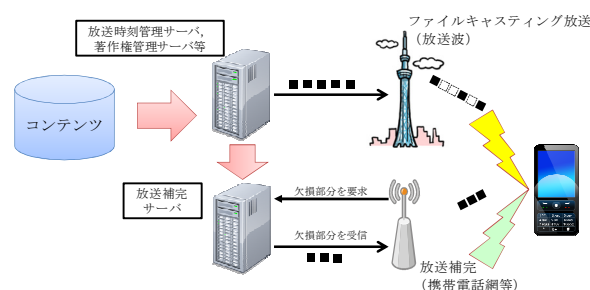 放送時刻管理サーバ,
著作権管理サーバ等
ファイルキャスティング放送
(放送波)
コンテンツ
放送補完
サーバ
欠損部分を要求
欠損部分を受信
放送補完
(携帯電話網等)